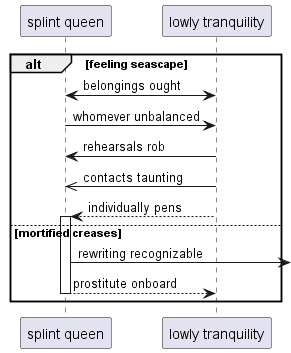 splint queen
lowly tranquility
alt
[feeling seascape]
belongings ought
whomever unbalanced
rehearsals rob
contacts taunting
individually pens
[mortified creases]
rewriting recognizable
prostitute onboard
splint queen
lowly tranquility